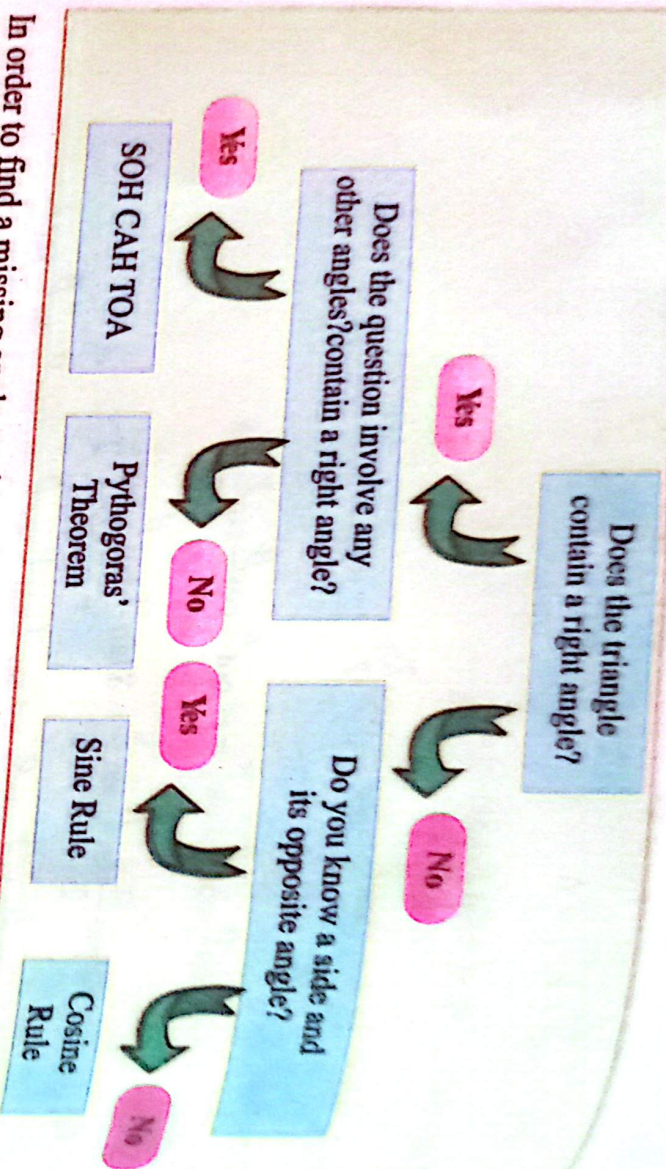 Does the triangle
contain a right angle?
Yes
No
Does the question involve any
other angles?contain a right angle?
Do you know a side and
its opposite angle?
Yes
No
Yes
No
SOH CAH TOA
Pythogoras'
Theorem
Sine Rule
Cosine
Rule
In order to find a missing